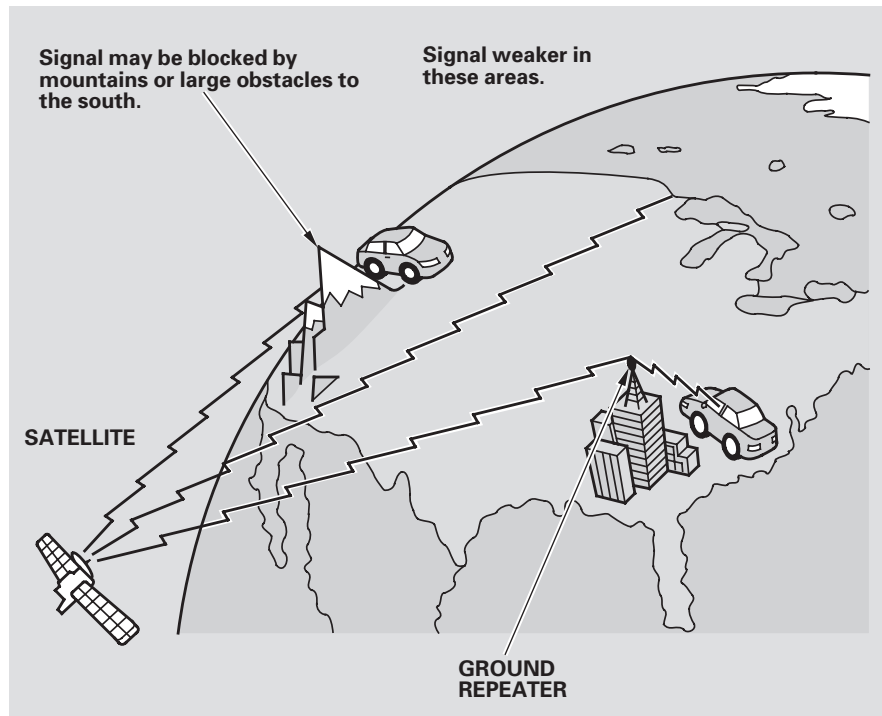 Signal may be blocked by
mountains or large obstacles to
the south.
Signal weaker in
these areas.
SATELLITE
GROUND
REPEATER